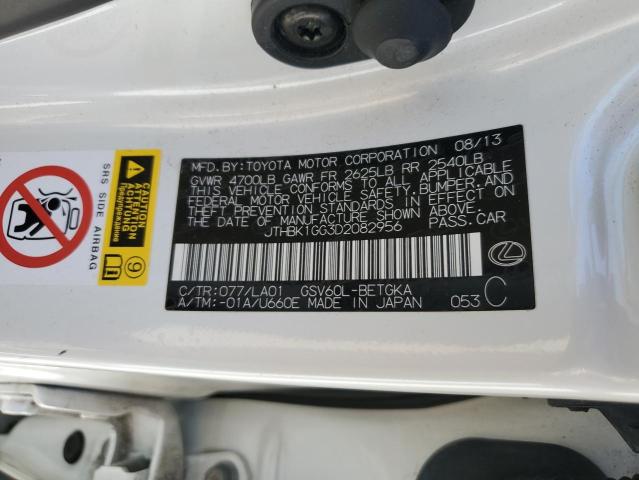 MFD.BY:TOYOTA MOTOR CORPORATION 08/13
GVWR 4700LB GAWR FR 2625LB RR 2540LB
THIS VEHICLE CONFORMS TO ALL APPLICABLE
FEDERAL MOTOR VEHICLE SAFETY,BUMPER,AND
THEFT PREVENTION STANDARDS IN EFFECT ON
THE DATE OF MANUFACTURE SHOWN ABOVE.
JTHBK1GG3D2082956 PASS.CAR
C/TR:077/LA01 GSV60L-BETGKA
A/TM:-01A/U660E MADE IN JAPAN 053 C
SRS SIDE AIRBAG
ATTENTION
ACHTUNG
Предупреждение
9